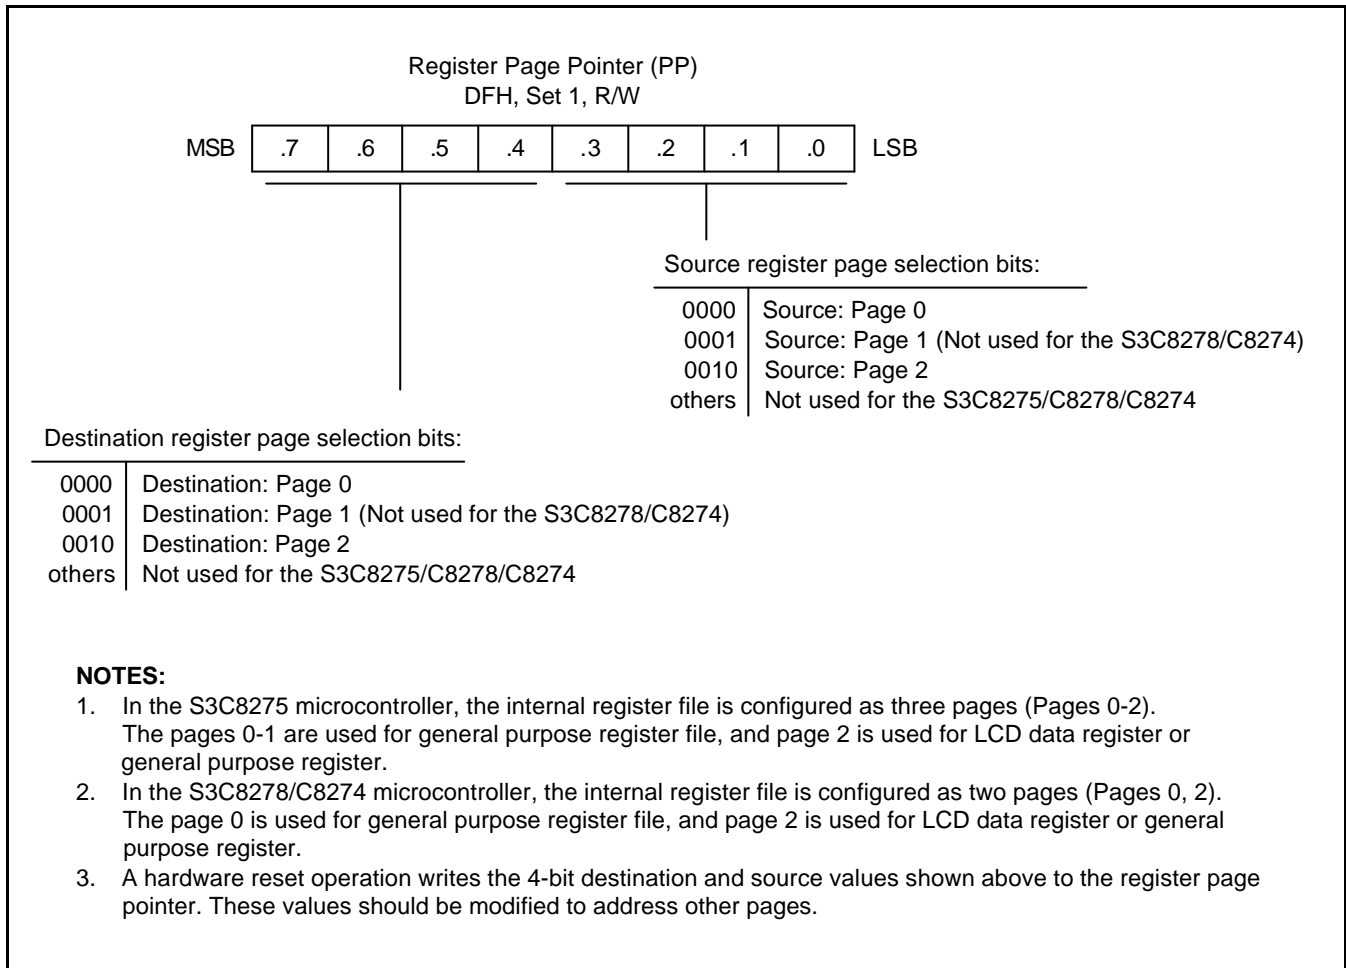 Register Page Pointer (PP)
DFH, Set 1, R/W
MSB .7 .6 .5 .4 .3 .2 .1 .0 LSB
Source register page selection bits:
0000 Source: Page 0
0001 Source: Page 1 (Not used for the S3C8278/C8274)
0010 Source: Page 2
others Not used for the S3C8275/C8278/C8274
Destination register page selection bits:
0000 Destination: Page 0
0001 Destination: Page 1 (Not used for the S3C8278/C8274)
0010 Destination: Page 2
others Not used for the S3C8275/C8278/C8274
NOTES:
1. In the S3C8275 microcontroller, the internal register file is configured as three pages (Pages 0-2).
The pages 0-1 are used for general purpose register file, and page 2 is used for LCD data register or
general purpose register.
2. In the S3C8278/C8274 microcontroller, the internal register file is configured as two pages (Pages 0, 2).
The page 0 is used for general purpose register file, and page 2 is used for LCD data register or general
purpose register.
3. A hardware reset operation writes the 4-bit destination and source values shown above to the register page
pointer. These values should be modified to address other pages.